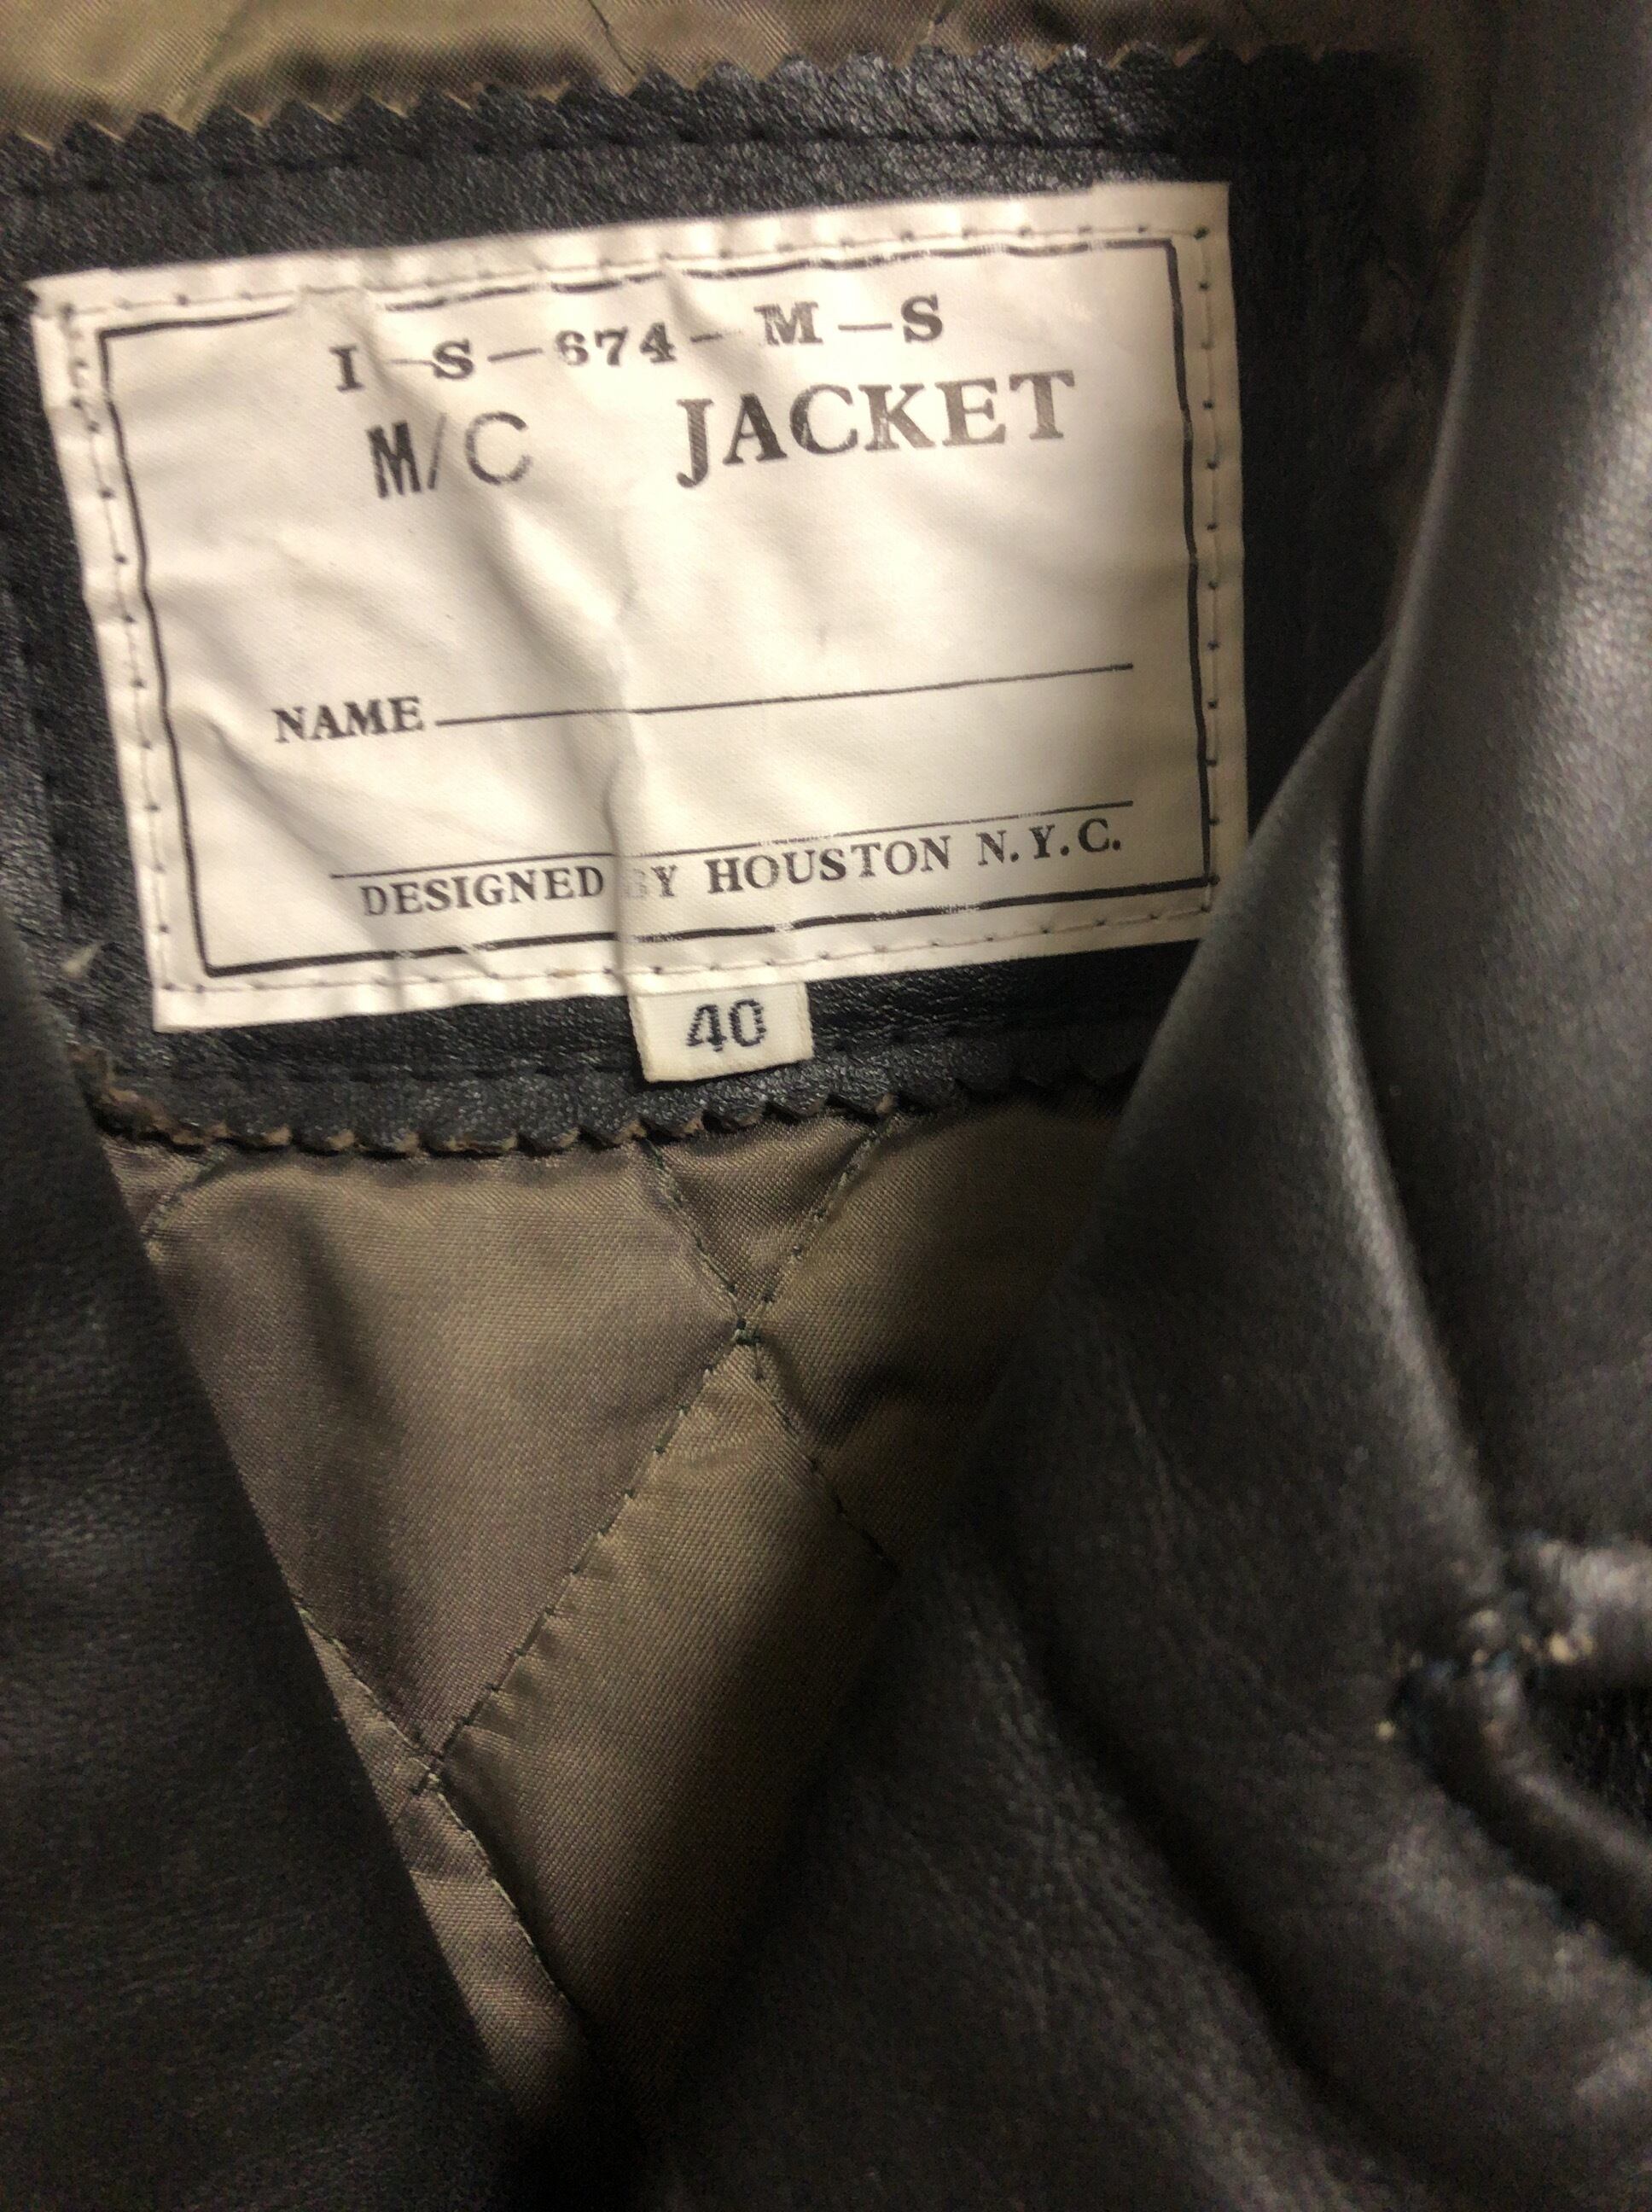 I-S-674-M-S
M/C JACKET
NAME
DESIGNED BY HOUSTON N.Y.C.
40